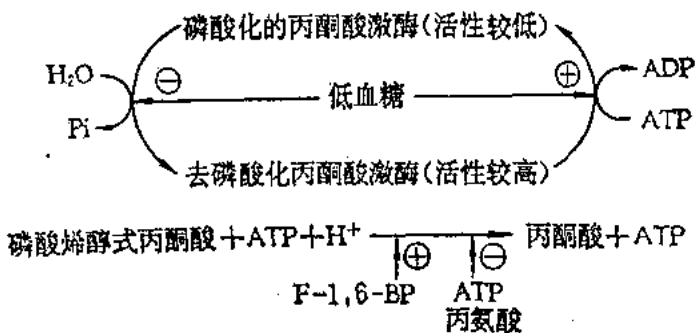 磷酸化的丙酮酸激酶(活性较低)
H₂O ⊖ ⊕ ADP
低血糖
Pi ATP
去磷酸化丙酮酸激酶(活性较高)
磷酸烯醇式丙酮酸+ATP+H⁺ 丙酮酸+ATP
⊕ ⊖
F-1,6-BP ATP
丙氨酸